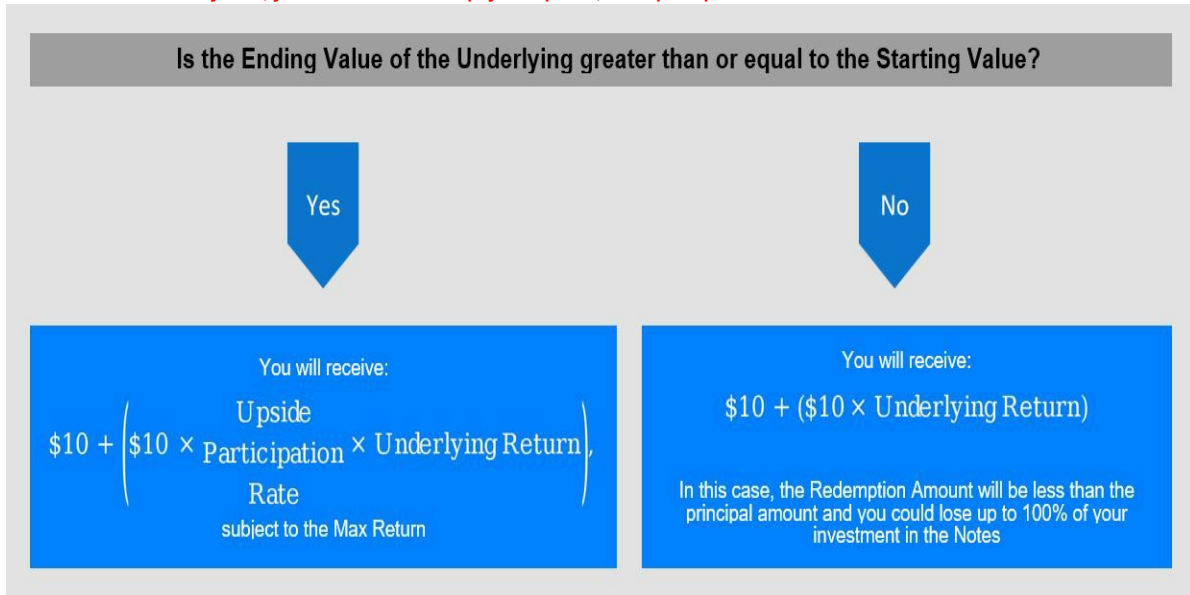 Is the Ending Value of the Underlying greater than or equal to the Starting Value?
Yes
No
You will receive:
$10 + ($10 × Upside Participation Rate × Underlying Return),
subject to the Max Return
You will receive:
$10 + ($10 × Underlying Return)
In this case, the Redemption Amount will be less than the
principal amount and you could lose up to 100% of your
investment in the Notes